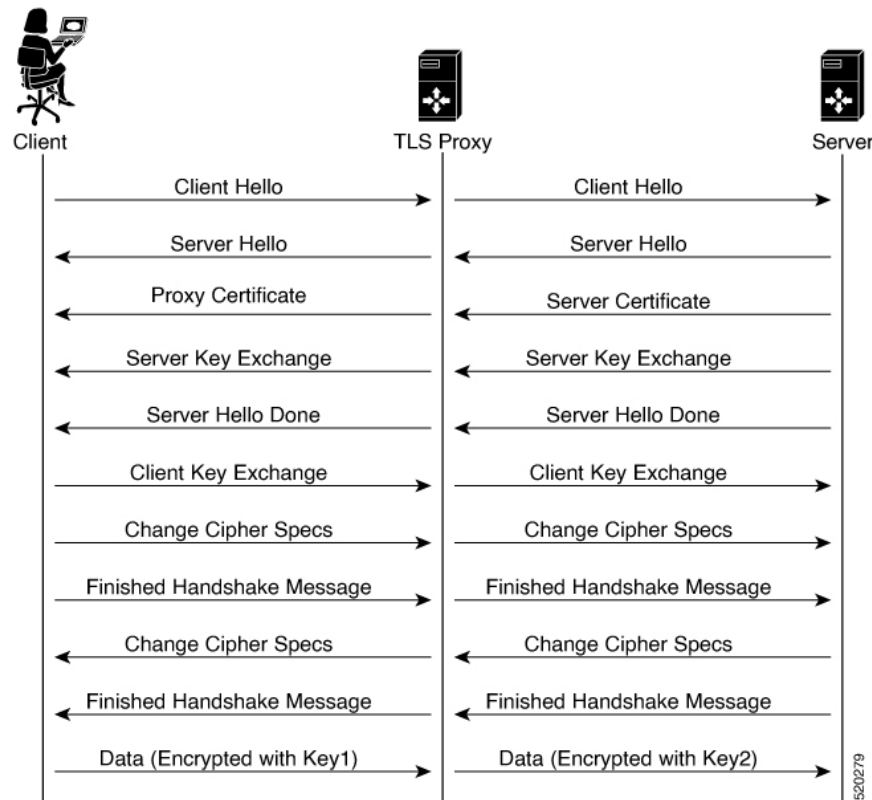 Client
TLS Proxy
Server
Client Hello
Client Hello
Server Hello
Server Hello
Proxy Certificate
Server Certificate
Server Key Exchange
Server Key Exchange
Server Hello Done
Server Hello Done
Client Key Exchange
Client Key Exchange
Change Cipher Specs
Change Cipher Specs
Finished Handshake Message
Finished Handshake Message
Change Cipher Specs
Change Cipher Specs
Finished Handshake Message
Finished Handshake Message
Data (Encrypted with Key1)
Data (Encrypted with Key2)
520279